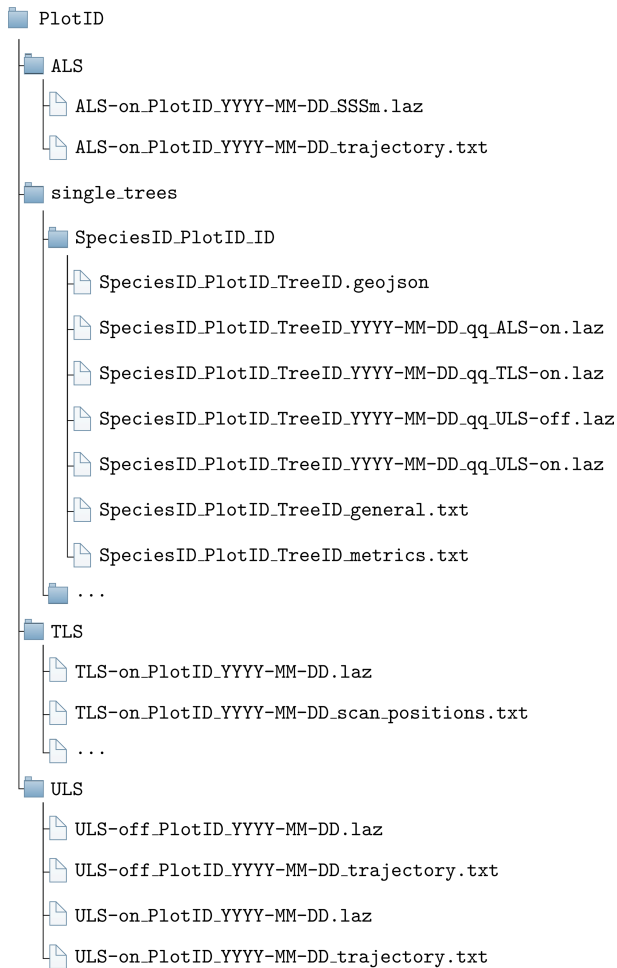 PlotID
ALS
ALS-on_PlotID_YYYY-MM-DD_SSSm.laz
ALS-on_PlotID_YYYY-MM-DD_trajectory.txt
single_trees
SpeciesID_PlotID_ID
SpeciesID_PlotID_TreeID.geojson
SpeciesID_PlotID_TreeID_YYYY-MM-DD_qq_ALS-on.laz
SpeciesID_PlotID_TreeID_YYYY-MM-DD_qq_TLS-on.laz
SpeciesID_PlotID_TreeID_YYYY-MM-DD_qq_ULS-off.laz
SpeciesID_PlotID_TreeID_YYYY-MM-DD_qq_ULS-on.laz
SpeciesID_PlotID_TreeID_general.txt
SpeciesID_PlotID_TreeID_metrics.txt
...
TLS
TLS-on_PlotID_YYYY-MM-DD.laz
TLS-on_PlotID_YYYY-MM-DD_scan_positions.txt
...
ULS
ULS-off_PlotID_YYYY-MM-DD.laz
ULS-off_PlotID_YYYY-MM-DD_trajectory.txt
ULS-on_PlotID_YYYY-MM-DD.laz
ULS-on_PlotID_YYYY-MM-DD_trajectory.txt